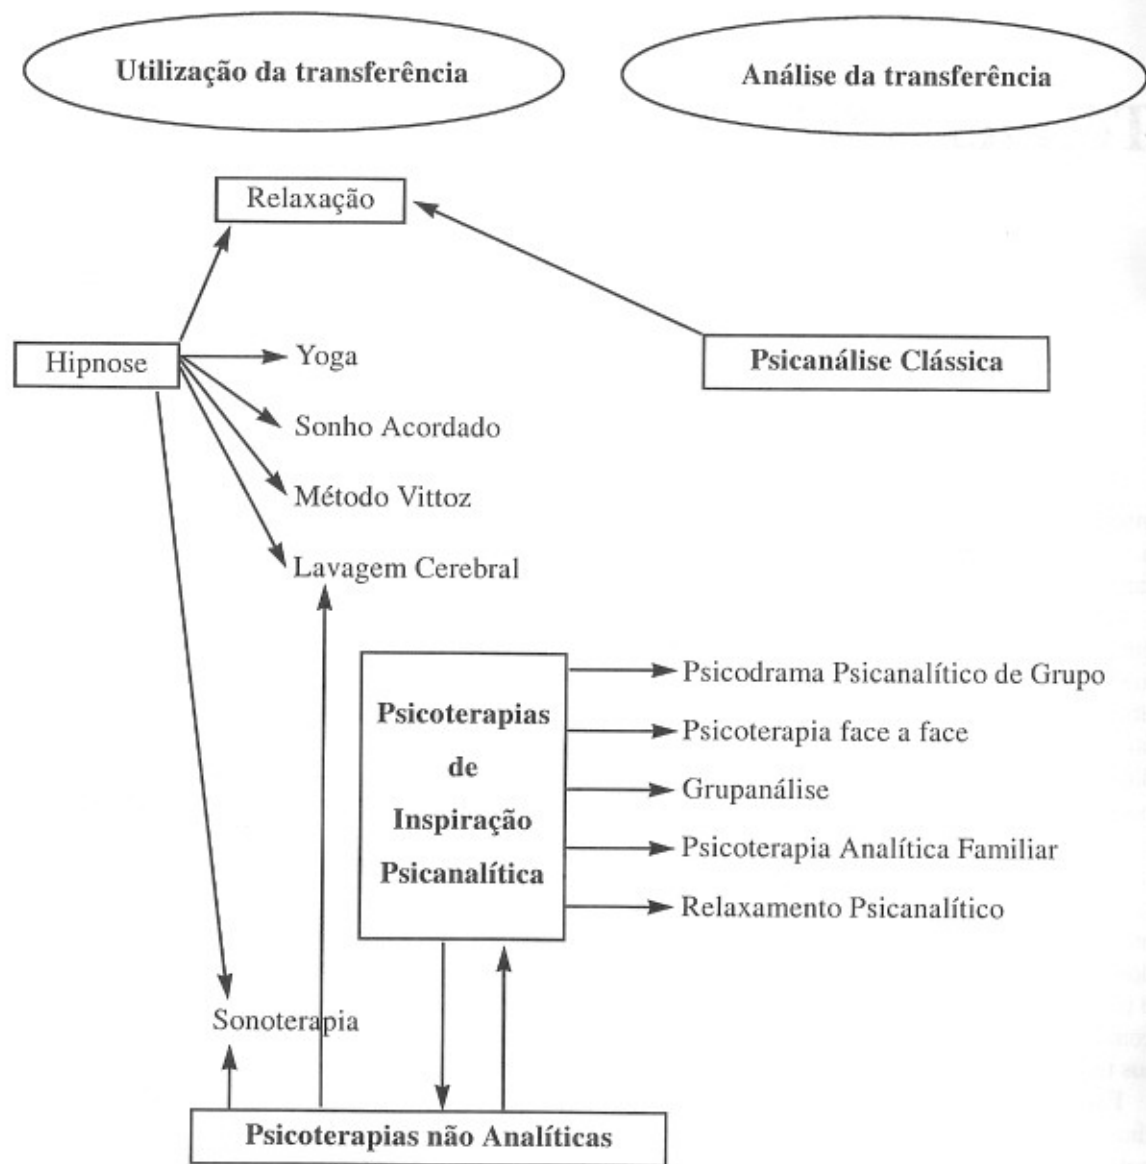 Utilização da transferência
Análise da transferência
Relaxação
Hipnose
Yoga
Psicanálise Clássica
Sonho Acordado
Método Vittoz
Lavagem Cerebral
Psicoterapias
de
Inspiração
Psicanalítica
Psicodrama Psicanalítico de Grupo
Psicoterapia face a face
Grupanálise
Psicoterapia Analítica Familiar
Relaxamento Psicanalítico
Sonoterapia
Psicoterapias não Analíticas